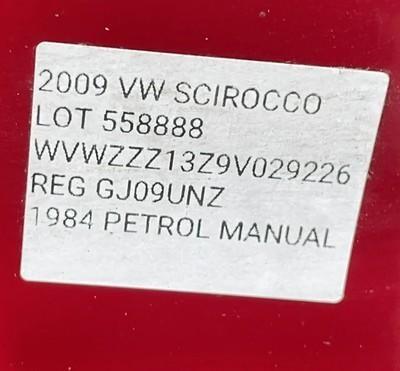 2009 VW SCIROCCO
LOT 558888
WVWZZZ13Z9V029226
REG GJ09UNZ
1984 PETROL MANUAL